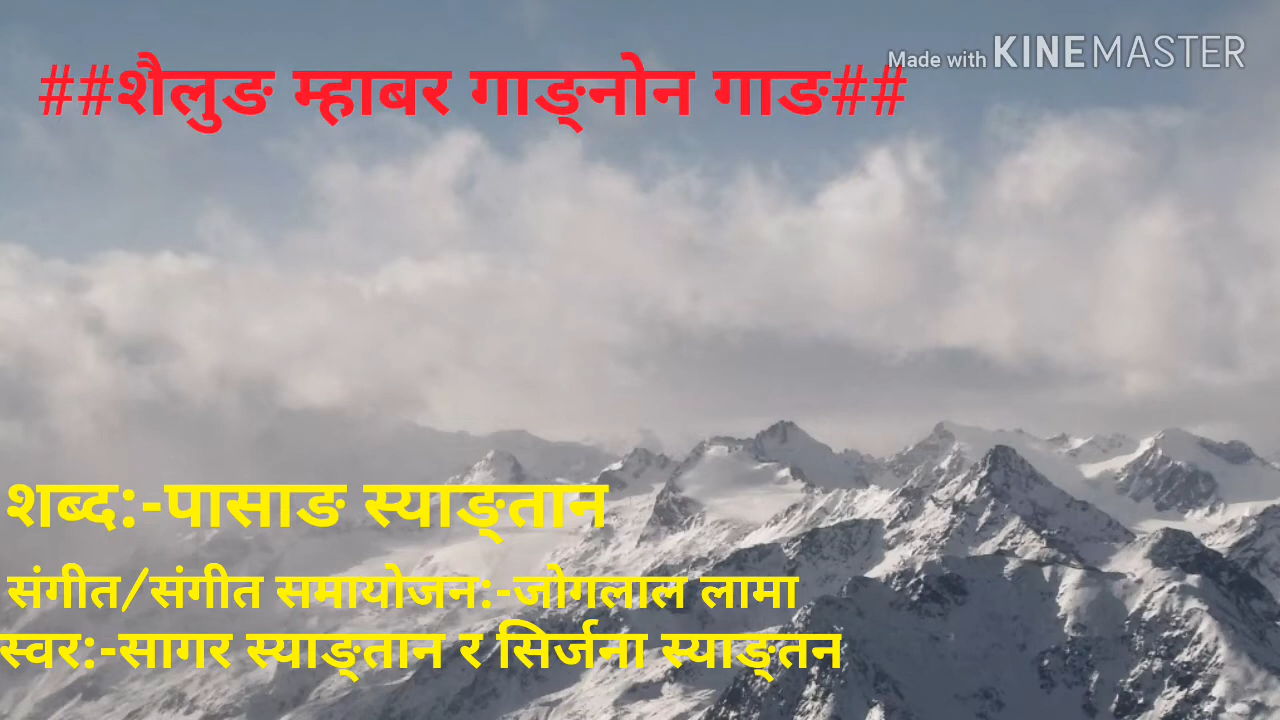 Made with KINEMASTER
##शैलुङ म्हाबर गाङ्नोन गाङ##
शब्द:-पासाङ स्याङ्तान
संगीत/संगीत समायोजन:-जोगलाल लामा
स्वर:-सागर स्याङ्तान र सिर्जना स्याङ्तन